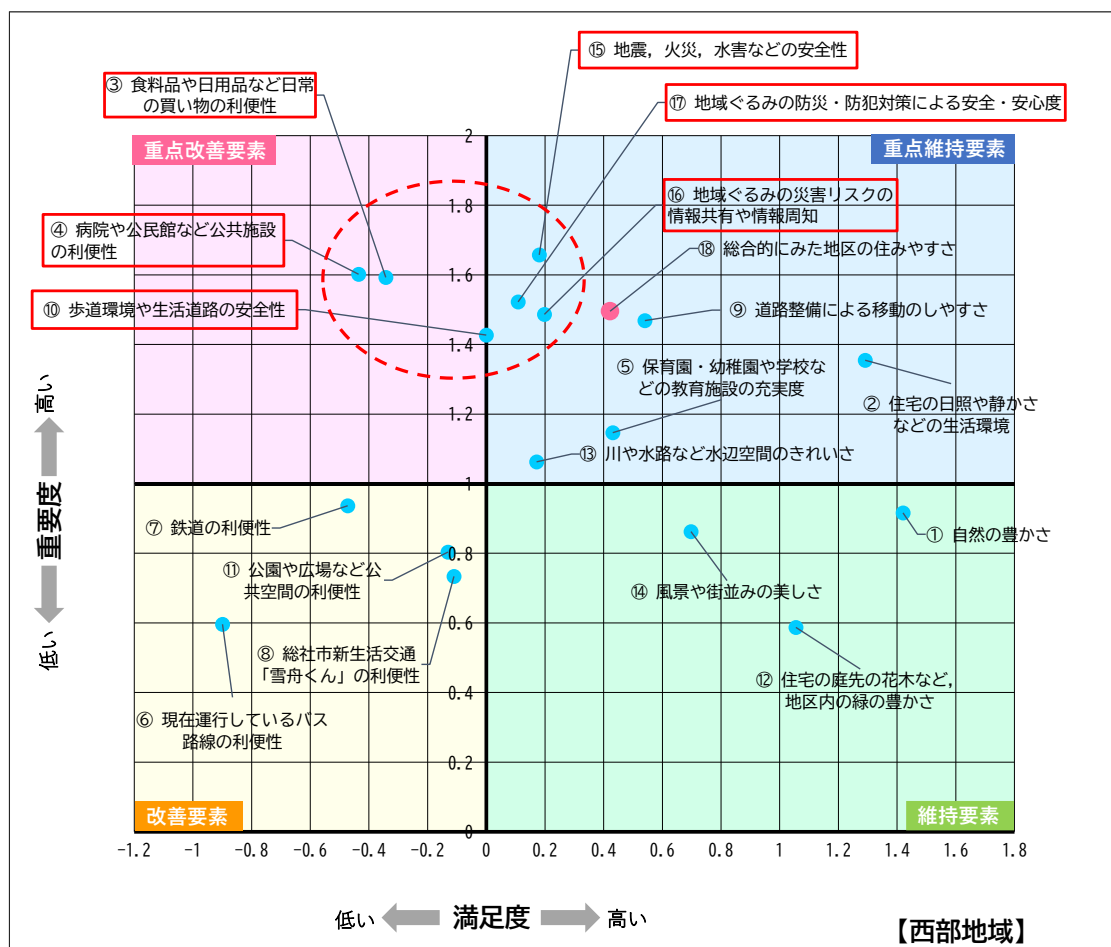 ⑮ 地震，火災，水害などの安全性
③ 食料品や日用品など日常
の買い物の利便性
⑰ 地域ぐるみの防災・防犯対策による安全・安心度
重点改善要素
重点維持要素
⑯ 地域ぐるみの災害リスクの
情報共有や情報周知
④ 病院や公民館など公共施設
の利便性
⑱ 総合的にみた地区の住みやすさ
⑩ 歩道環境や生活道路の安全性
⑨ 道路整備による移動のしやすさ
⑤ 保育園・幼稚園や学校な
どの教育施設の充実度
② 住宅の日照や静かさ
などの生活環境
⑬ 川や水路など水辺空間のきれいさ
⑦ 鉄道の利便性
① 自然の豊かさ
⑪ 公園や広場など公
共空間の利便性
⑭ 風景や街並みの美しさ
⑧ 総社市新生活交通
「雪舟くん」の利便性
⑫ 住宅の庭先の花木など，
地区内の緑の豊かさ
⑥ 現在運行しているバス
路線の利便性
改善要素
維持要素
2
1.8
1.6
1.4
1.2
1
0.8
0.6
0.4
0.2
0
-1.2 -1 -0.8 -0.6 -0.4 -0.2 0 0.2 0.4 0.6 0.8 1 1.2 1.4 1.6 1.8
高い
重要度
低い
低い 満足度 高い
【西部地域】